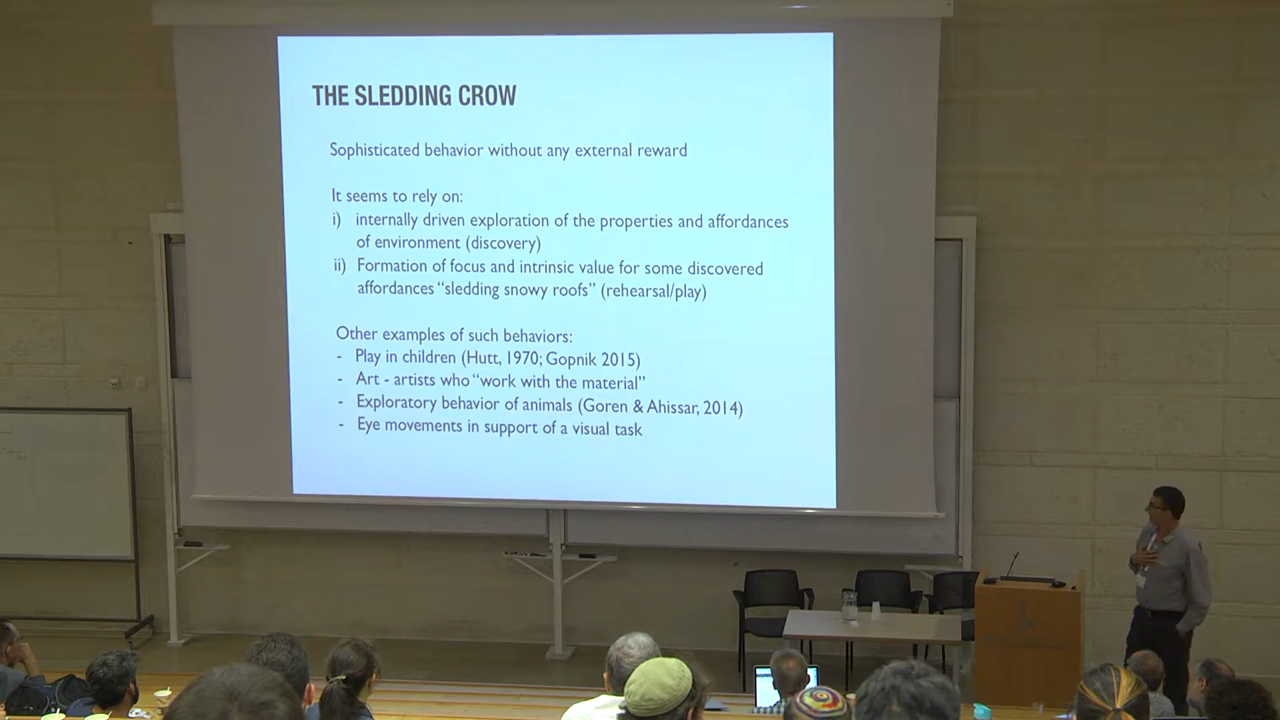 THE SLEDDING CROW
Sophisticated behavior without any external reward
It seems to rely on:
i) internally driven exploration of the properties and affordances
of environment (discovery)
ii) Formation of focus and intrinsic value for some discovered
affordances “sledding snowy roofs” (rehearsal/play)
Other examples of such behaviors:
- Play in children (Hutt, 1970; Gopnik 2015)
- Art - artists who “work with the material”
- Exploratory behavior of animals (Goren & Ahissar, 2014)
- Eye movements in support of a visual task